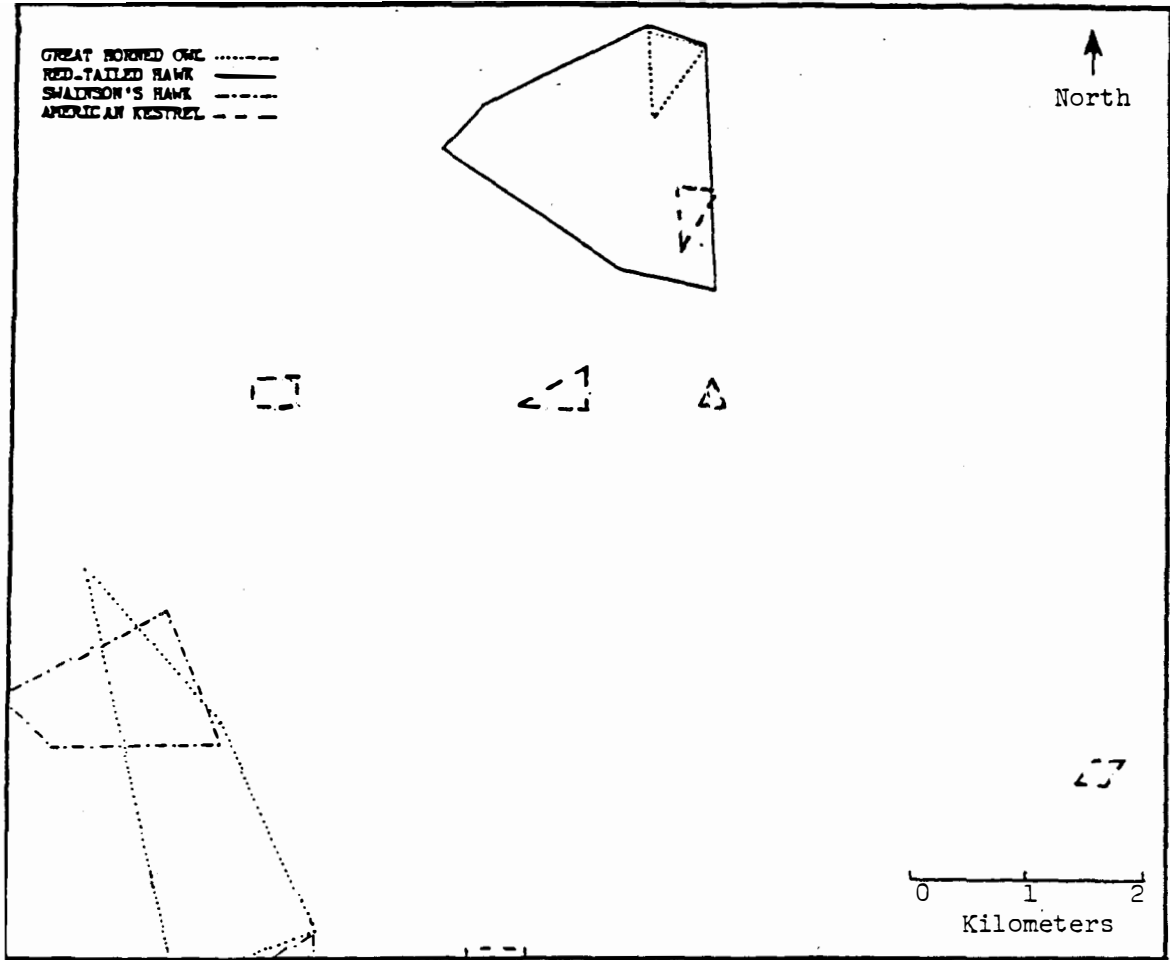 GREAT HORNED OWL
RED-TAILED HAWK
SWAINSON'S HAWK
AMERICAN KESTREL
North
0 1 2
Kilometers